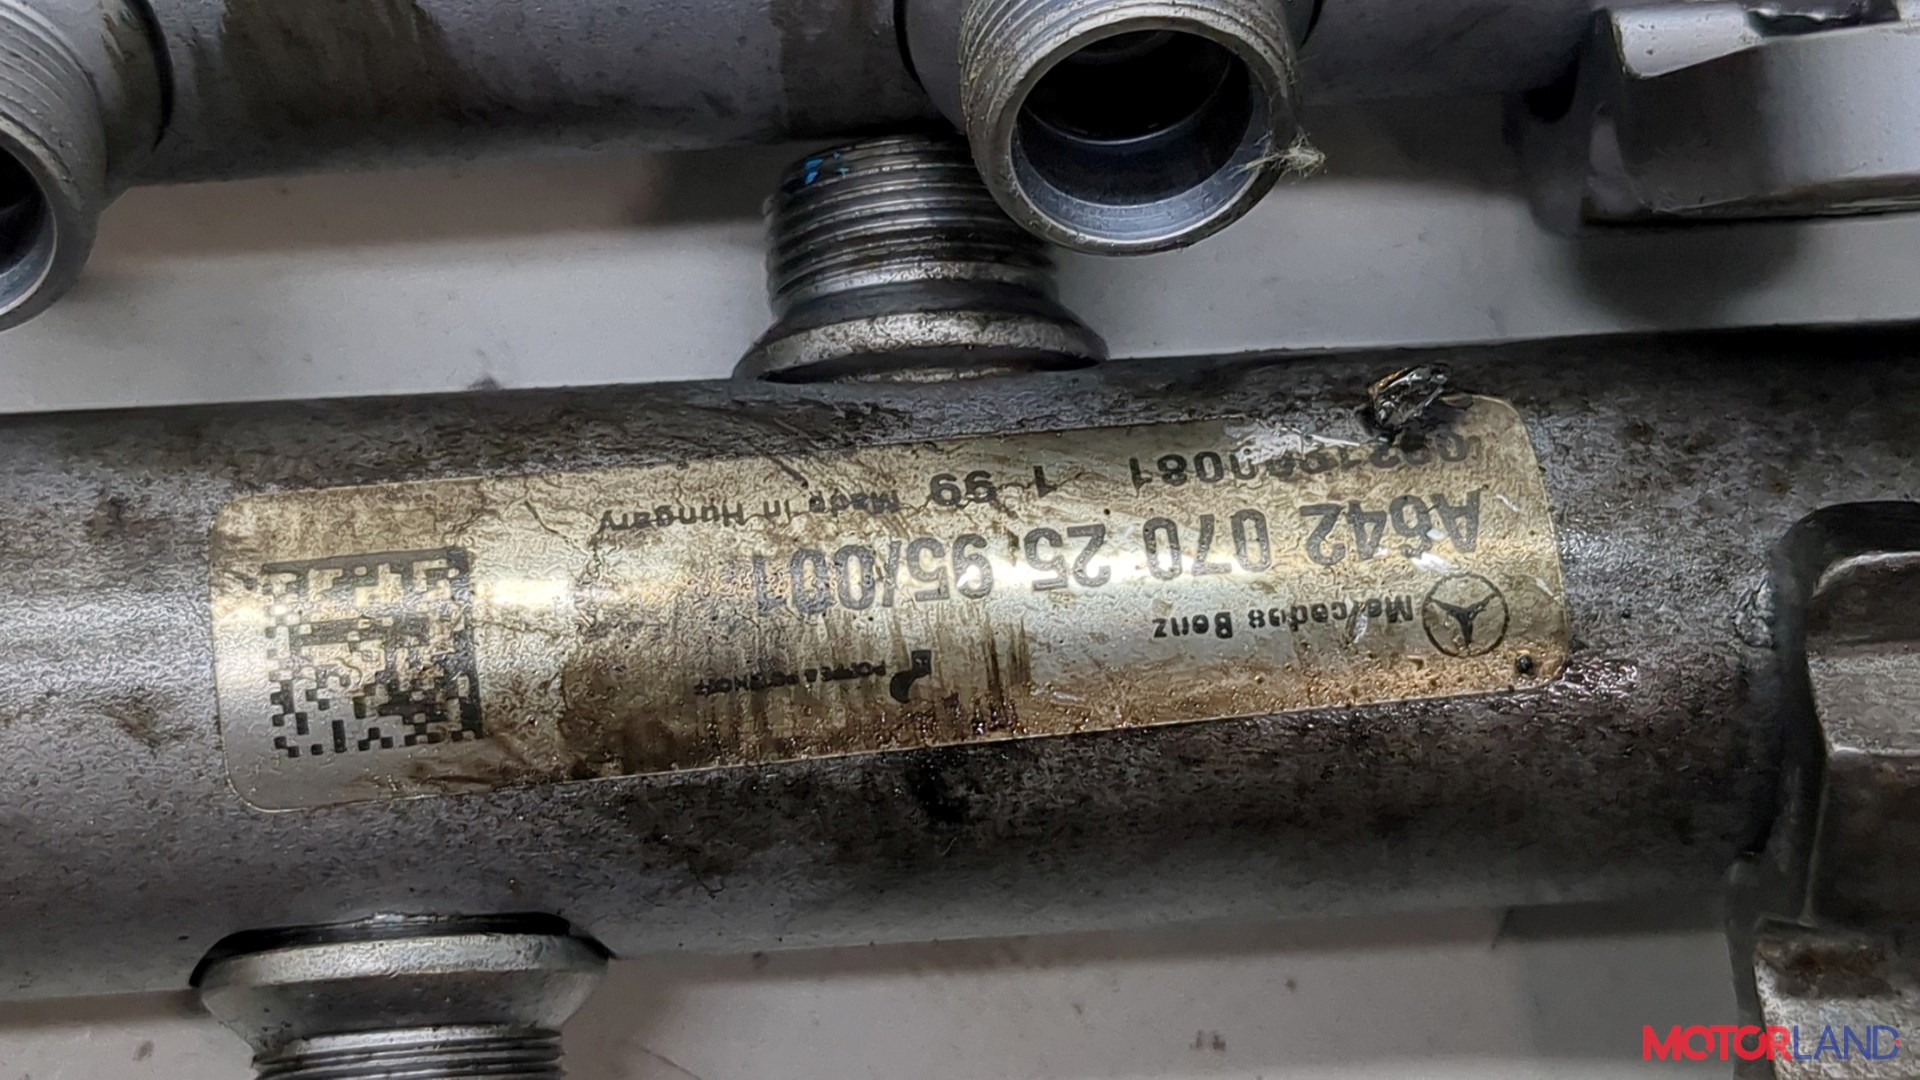 Mercedes Benz
A642 070 25 95/001
1 99 Made in Hungary
MOTORLAND